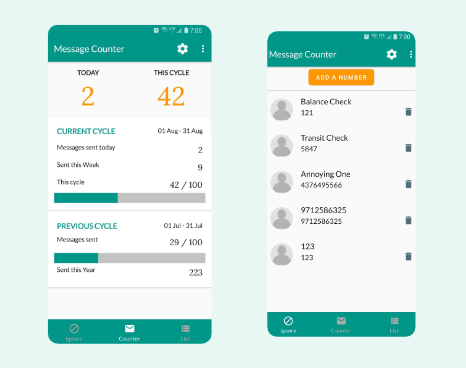 7:00
Message Counter
TODAY THIS CYCLE
2 42
CURRENT CYCLE 01 Aug - 31 Aug
Messages sent today 2
Sent this Week 9
This cycle 42 / 100
PREVIOUS CYCLE 01 Jul - 31 Jul
Messages sent 29 / 100
Sent this Year 223
Ignore Counter List
7:00
Message Counter
ADD A NUMBER
Balance Check
121
Transit Check
5847
Annoying One
4376495566
9712586325
9712586325
123
123
Ignore Counter List